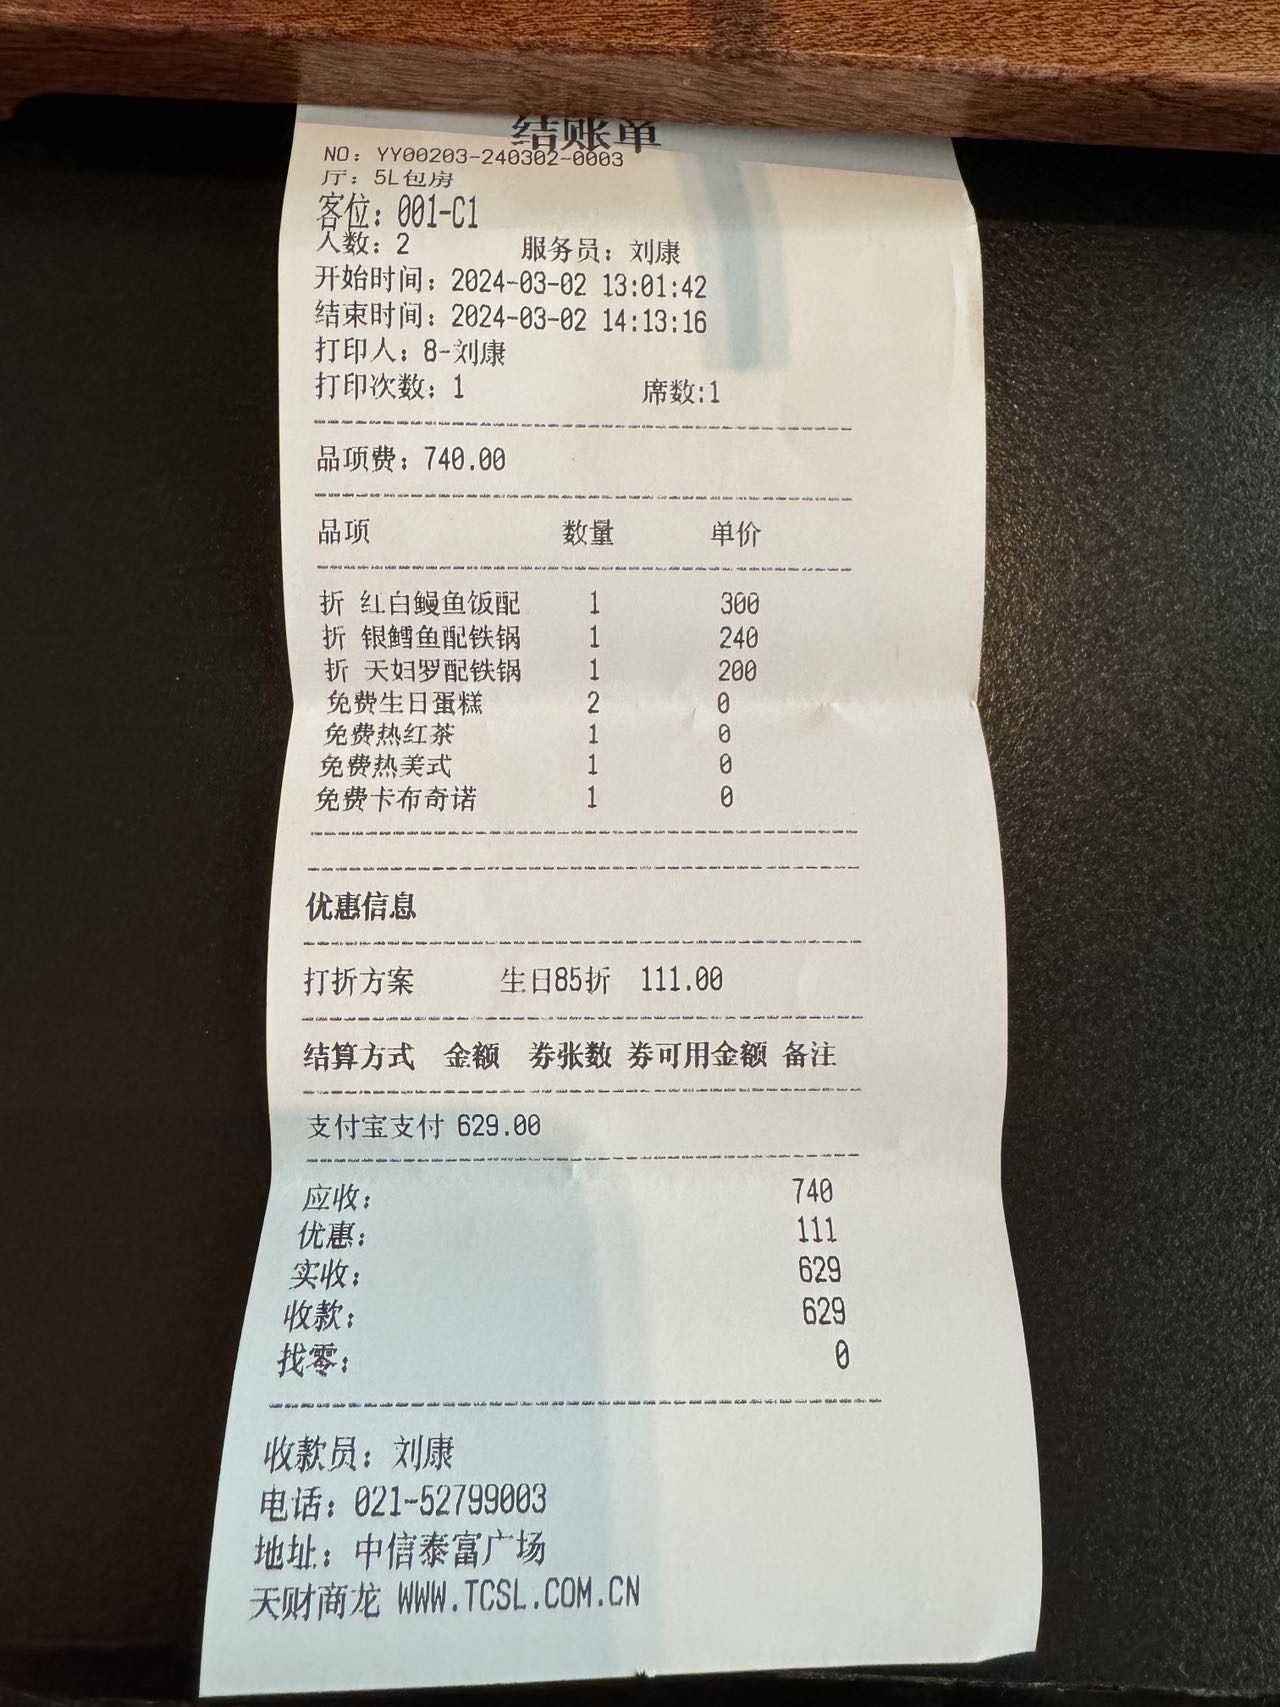 结账单
NO: YY00203-240302-0003
厅: 5L包房
客位: 001-C1
人数: 2 服务员: 刘康
开始时间: 2024-03-02 13:01:42
结束时间: 2024-03-02 14:13:16
打印人: 8-刘康
打印次数: 1 席数:1
品项费: 740.00
品项 数量 单价
折 红白鳗鱼饭配 1 300
折 银鳕鱼配铁锅 1 240
折 天妇罗配铁锅 1 200
免费生日蛋糕 2 0
免费热红茶 1 0
免费热美式 1 0
免费卡布奇诺 1 0
优惠信息
打折方案 生日85折 111.00
结算方式 金额 券张数 券可用金额 备注
支付宝支付 629.00
应收: 740
优惠: 111
实收: 629
收款: 629
找零: 0
收款员: 刘康
电话: 021-52799003
地址: 中信泰富广场
天财商龙 WWW.TCSL.COM.CN